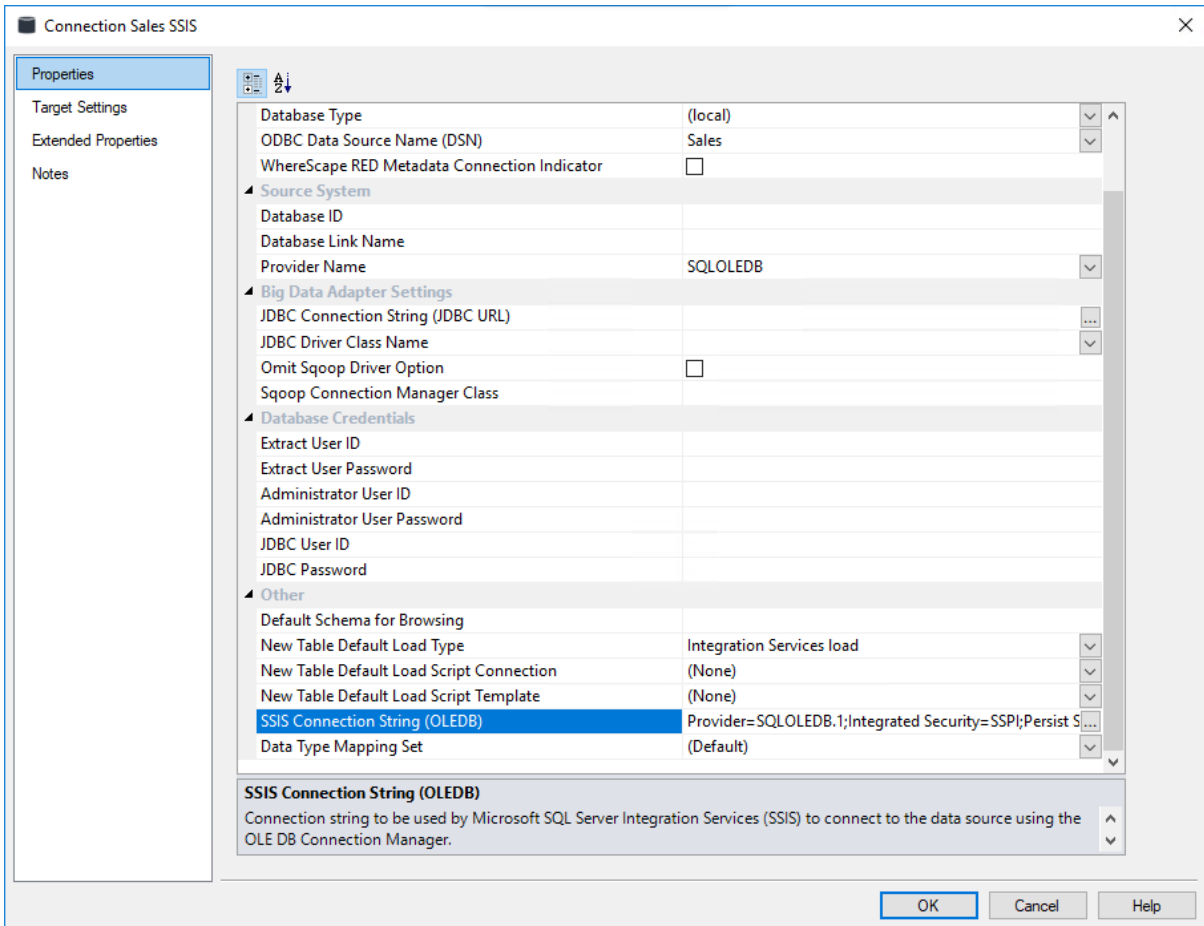 Connection Sales SSIS
Properties
Target Settings
Extended Properties
Notes
Database Type (local)
ODBC Data Source Name (DSN) Sales
WhereScape RED Metadata Connection Indicator
Source System
Database ID
Database Link Name
Provider Name SQLOLEDB
Big Data Adapter Settings
JDBC Connection String (JDBC URL) ...
JDBC Driver Class Name
Omit Sqoop Driver Option
Sqoop Connection Manager Class
Database Credentials
Extract User ID
Extract User Password
Administrator User ID
Administrator User Password
JDBC User ID
JDBC Password
Other
Default Schema for Browsing
New Table Default Load Type Integration Services load
New Table Default Load Script Connection (None)
New Table Default Load Script Template (None)
SSIS Connection String (OLEDB) Provider=SQLOLEDB.1;Integrated Security=SSPI;Persist S...
Data Type Mapping Set (Default)
SSIS Connection String (OLEDB)
Connection string to be used by Microsoft SQL Server Integration Services (SSIS) to connect to the data source using the
OLE DB Connection Manager.
OK Cancel Help